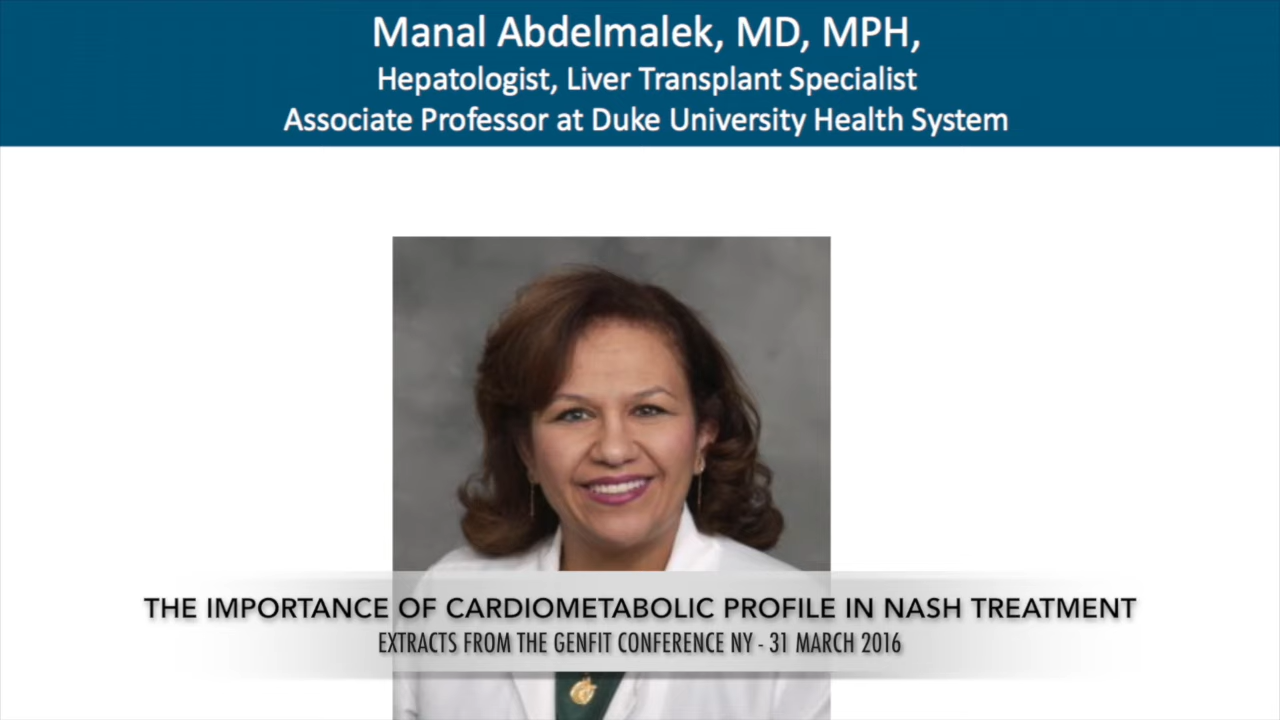 Manal Abdelmalek, MD, MPH,
Hepatologist, Liver Transplant Specialist
Associate Professor at Duke University Health System
THE IMPORTANCE OF CARDIOMETABOLIC PROFILE IN NASH TREATMENT
EXTRACTS FROM THE GENFIT CONFERENCE NY - 31 MARCH 2016